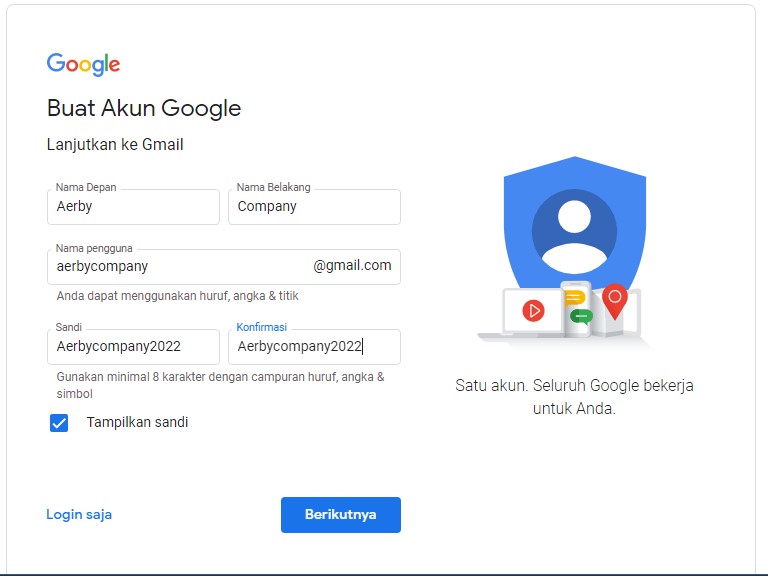 Google
Buat Akun Google
Lanjutkan ke Gmail
Nama Depan
Aerby
Nama Belakang
Company
Nama pengguna
aerbycompany
@gmail.com
Anda dapat menggunakan huruf, angka & titik
Sandi
Aerbycompany2022
Konfirmasi
Aerbycompany2022
Gunakan minimal 8 karakter dengan campuran huruf, angka &
simbol
Tampilkan sandi
Login saja
Berikutnya
Satu akun. Seluruh Google bekerja
untuk Anda.